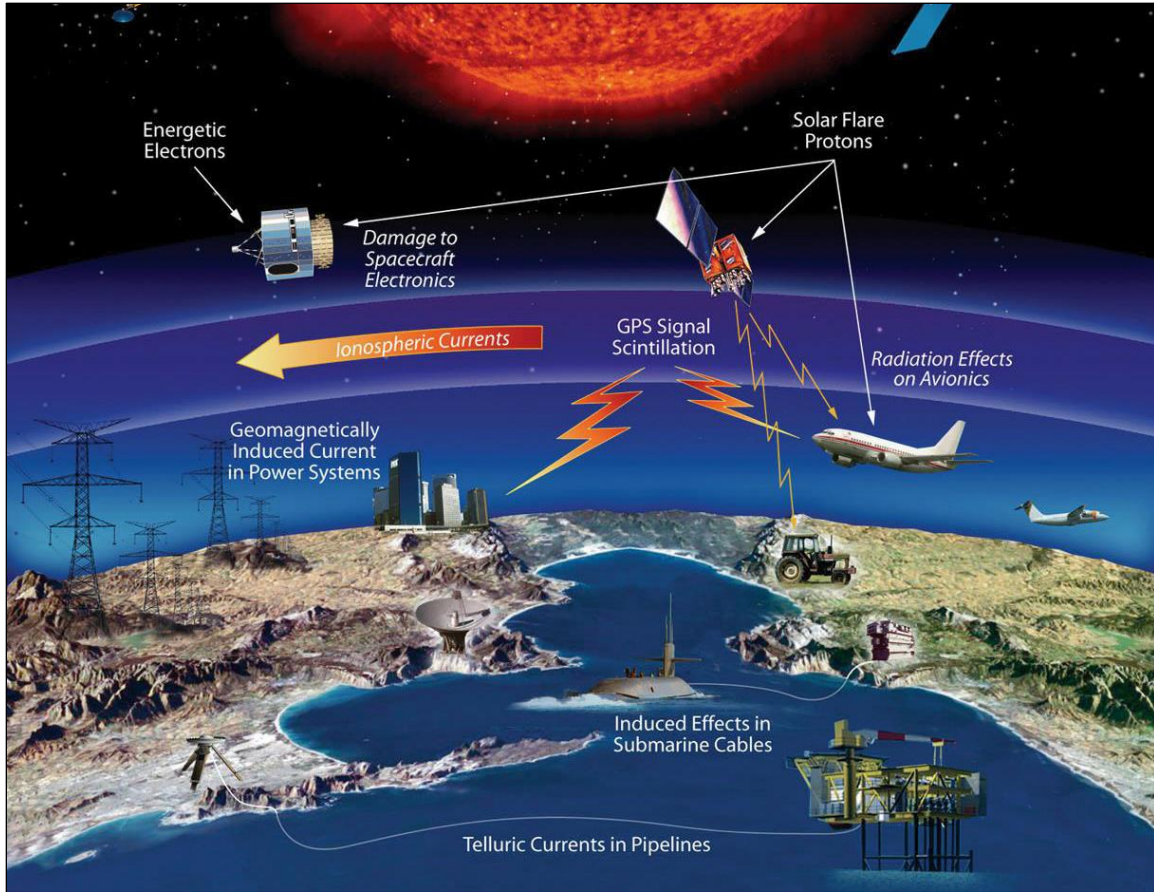 Energetic
Electrons
Solar Flare
Protons
Damage to
Spacecraft
Electronics
Ionospheric Currents
GPS Signal
Scintillation
Radiation Effects
on Avionics
Geomagnetically
Induced Current
in Power Systems
Induced Effects in
Submarine Cables
Telluric Currents in Pipelines